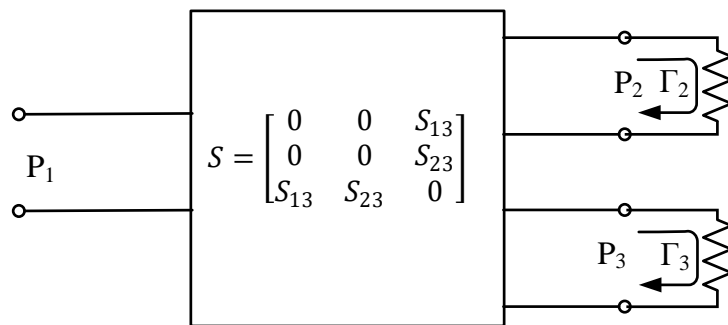 P₁
S = [0 0 S₁₃
0 0 S₂₃
S₁₃ S₂₃ 0]
P₂ Γ₂
P₃ Γ₃